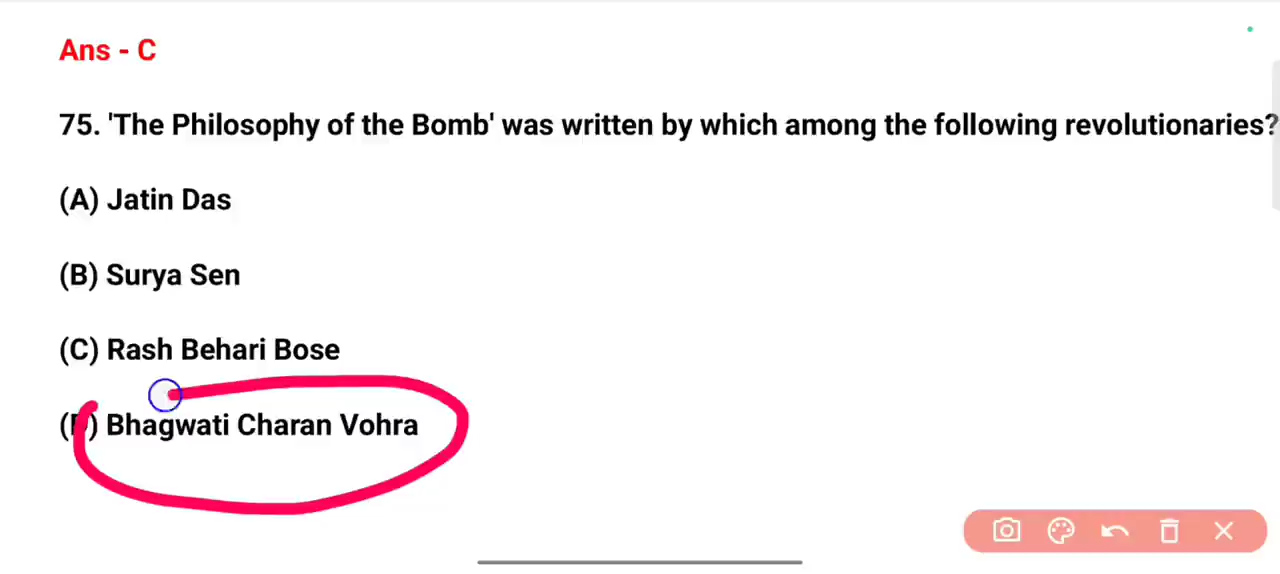 Ans - C
75. 'The Philosophy of the Bomb' was written by which among the following revolutionaries?
(A) Jatin Das
(B) Surya Sen
(C) Rash Behari Bose
(D) Bhagwati Charan Vohra